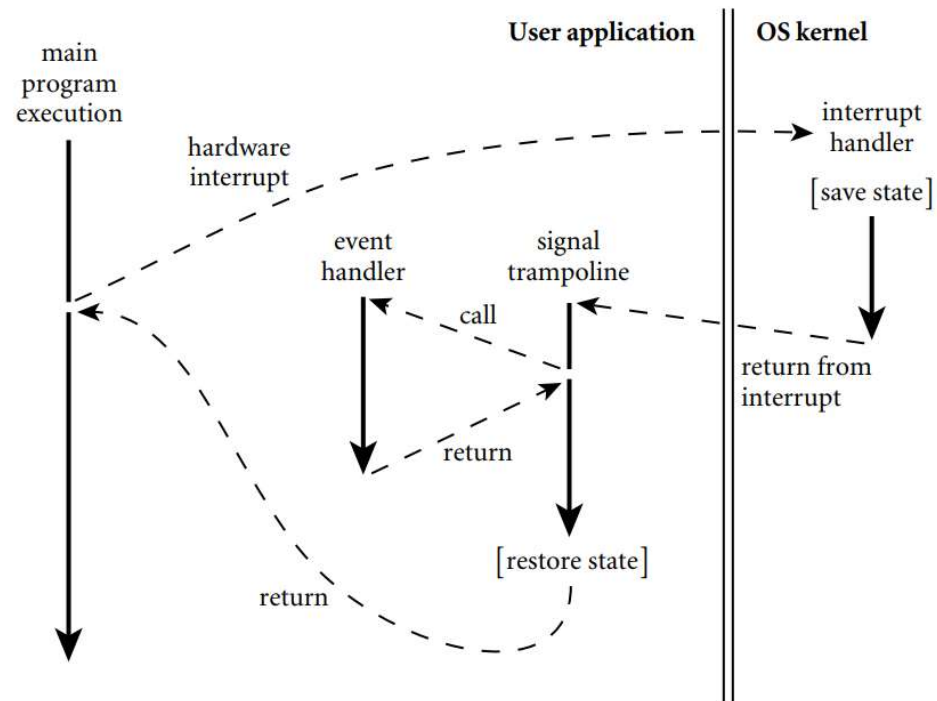 User application
OS kernel
main
program
execution
hardware
interrupt
interrupt
handler
[save state]
event
handler
signal
trampoline
call
return from
interrupt
return
[restore state]
return